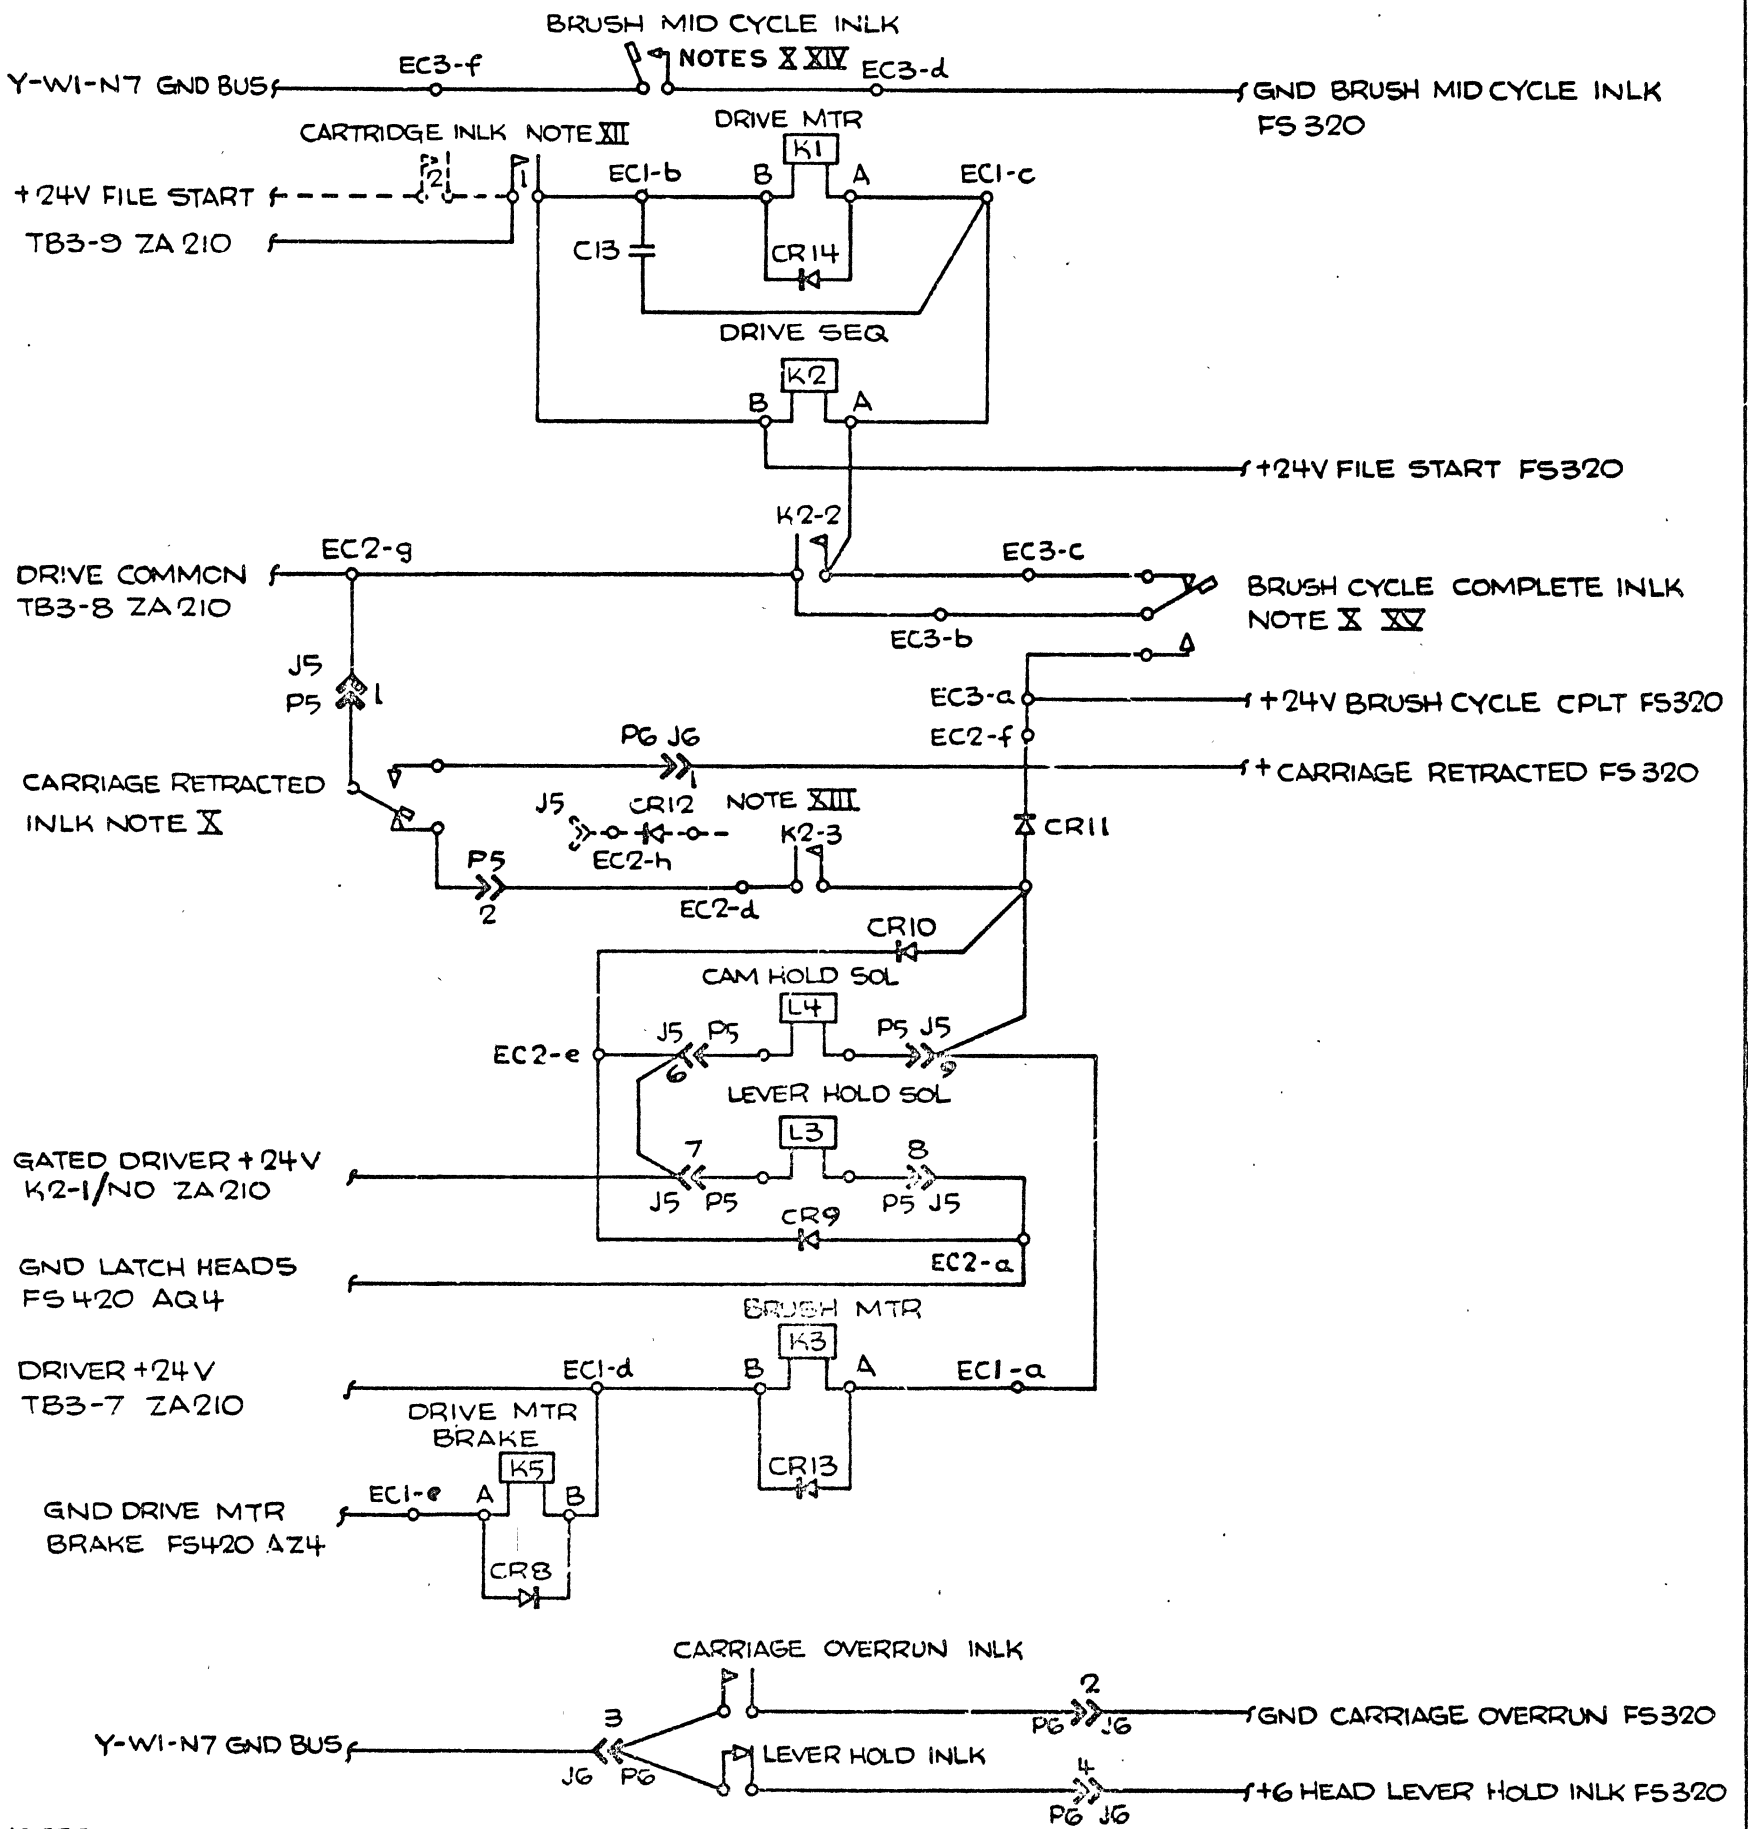 BRUSH MID CYCLE INLK
NOTES X XIV
Y-W1-N7 GND BUS
EC3-f
EC3-d
GND BRUSH MID CYCLE INLK
FS 320
CARTRIDGE INLK NOTE XII
DRIVE MTR
K1
2
1
+24V FILE START
EC1-b
B
A
EC1-c
TB3-9 ZA 210
C13
CR14
DRIVE SEQ
K2
B
A
+24V FILE START FS320
K2-2
EC2-g
EC3-c
DRIVE COMMON
TB3-8 ZA 210
BRUSH CYCLE COMPLETE INLK
NOTE X XV
EC3-b
J5
P5
1
EC3-a
+24V BRUSH CYCLE CPLT FS320
EC2-f
P6 J6
1
+ CARRIAGE RETRACTED FS 320
CARRIAGE RETRACTED
INLK NOTE X
J5
CR12
NOTE XIII
EC2-h
K2-3
CR11
P5
2
EC2-d
CR10
CAM HOLD SOL
L4
J5 P5
P5 J5
EC2-e
6
9
LEVER HOLD SOL
L3
7
8
GATED DRIVER +24V
K2-1/NO ZA 210
J5 P5
P5 J5
CR9
EC2-a
GND LATCH HEADS
FS 420 AQ4
BRUSH MTR
K3
DRIVER +24V
TB3-7 ZA210
EC1-d
B
A
EC1-a
DRIVE MTR
BRAKE
K5
CR13
EC1-e
A
B
GND DRIVE MTR
BRAKE FS420 AZ4
CR8
CARRIAGE OVERRUN INLK
2
P6 J6
GND CARRIAGE OVERRUN FS320
Y-W1-N7 GND BUS
3
J6 P6
LEVER HOLD INLK
4
P6 J6
+6 HEAD LEVER HOLD INLK FS320